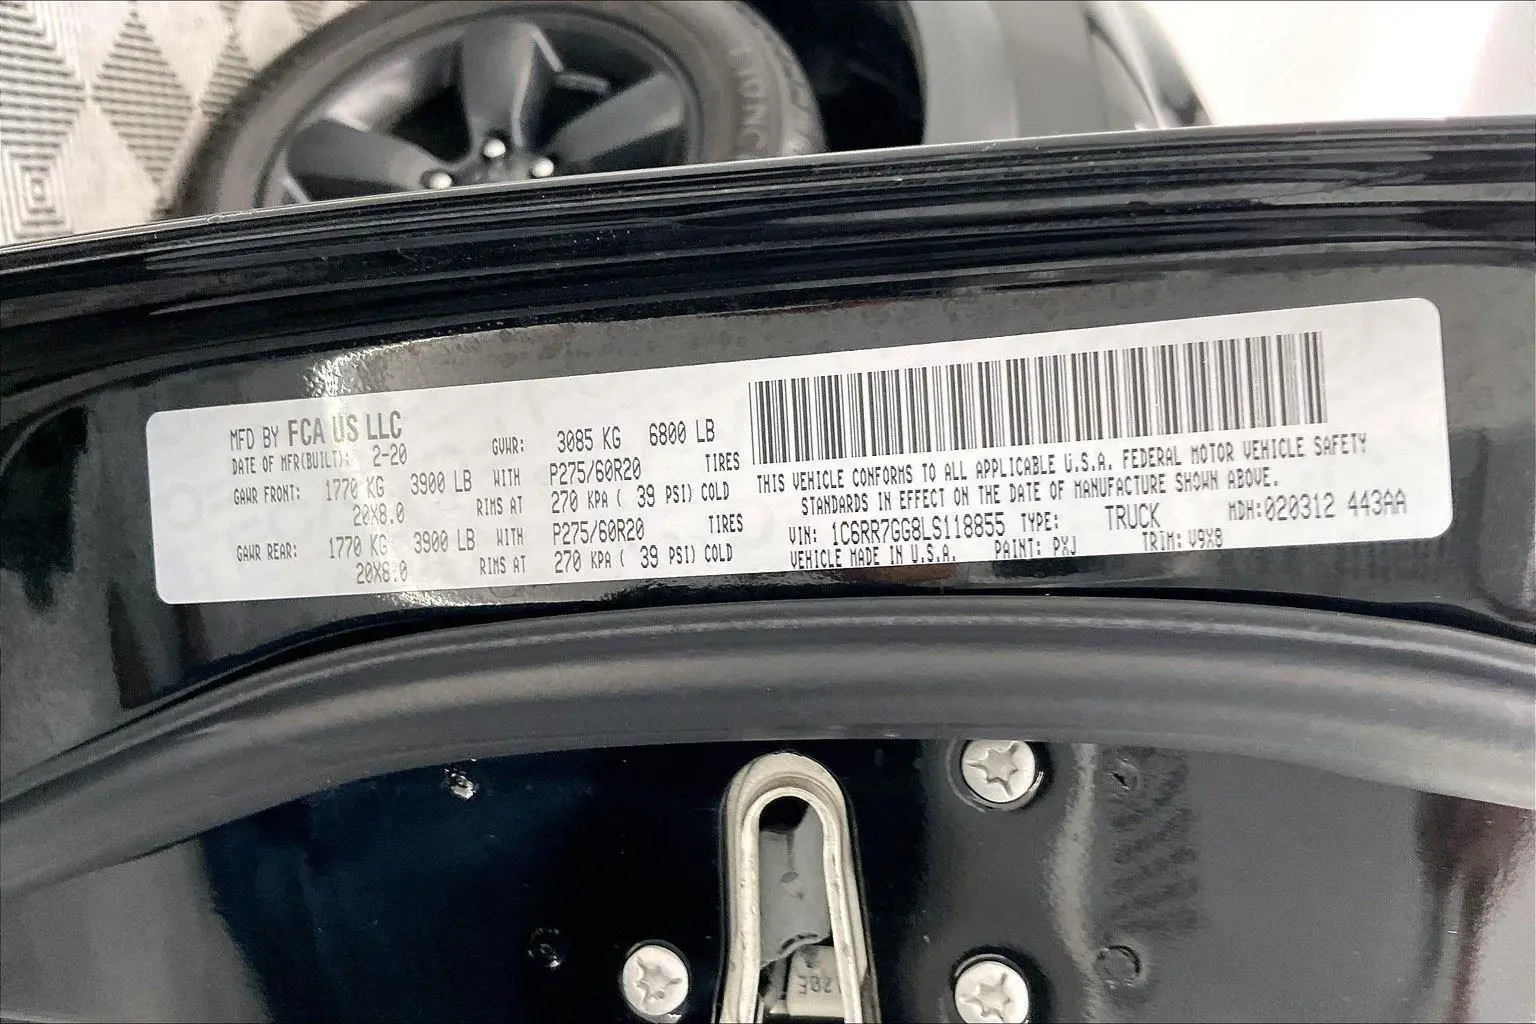 MFD BY FCA US LLC
DATE OF MFR(BUILT): 2-20
GVWR: 3085 KG 6800 LB
GAWR FRONT: 1770 KG 3900 LB WITH P275/60R20 TIRES
20X8.0 RIMS AT 270 KPA ( 39 PSI) COLD
GAWR REAR: 1770 KG 3900 LB WITH P275/60R20 TIRES
20X8.0 RIMS AT 270 KPA ( 39 PSI) COLD
THIS VEHICLE CONFORMS TO ALL APPLICABLE U.S.A. FEDERAL MOTOR VEHICLE SAFETY
STANDARDS IN EFFECT ON THE DATE OF MANUFACTURE SHOWN ABOVE.
VIN: 1C6RR7GG8LS118855 TYPE: TRUCK MDH:020312 443AA
VEHICLE MADE IN U.S.A. PAINT: PXJ TRIM: V9X8